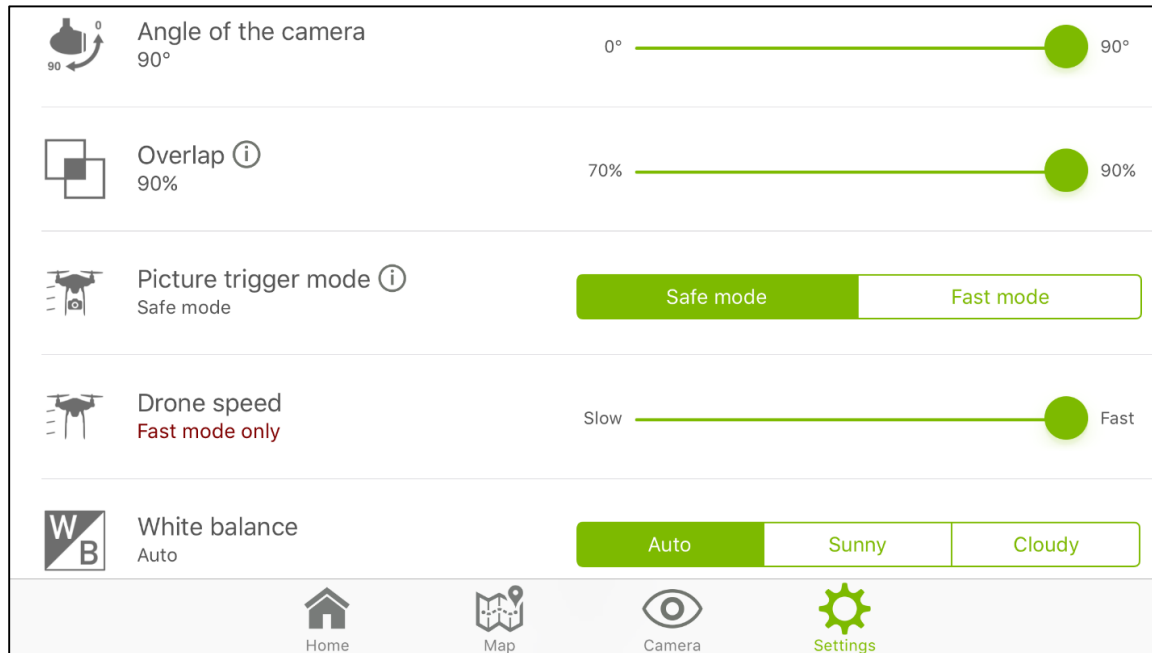 0
90
Angle of the camera
90°
0°
90°
Overlap i
90%
70%
90%
Picture trigger mode i
Safe mode
Safe mode
Fast mode
Drone speed
Fast mode only
Slow
Fast
W
B
White balance
Auto
Auto
Sunny
Cloudy
Home
Map
Camera
Settings